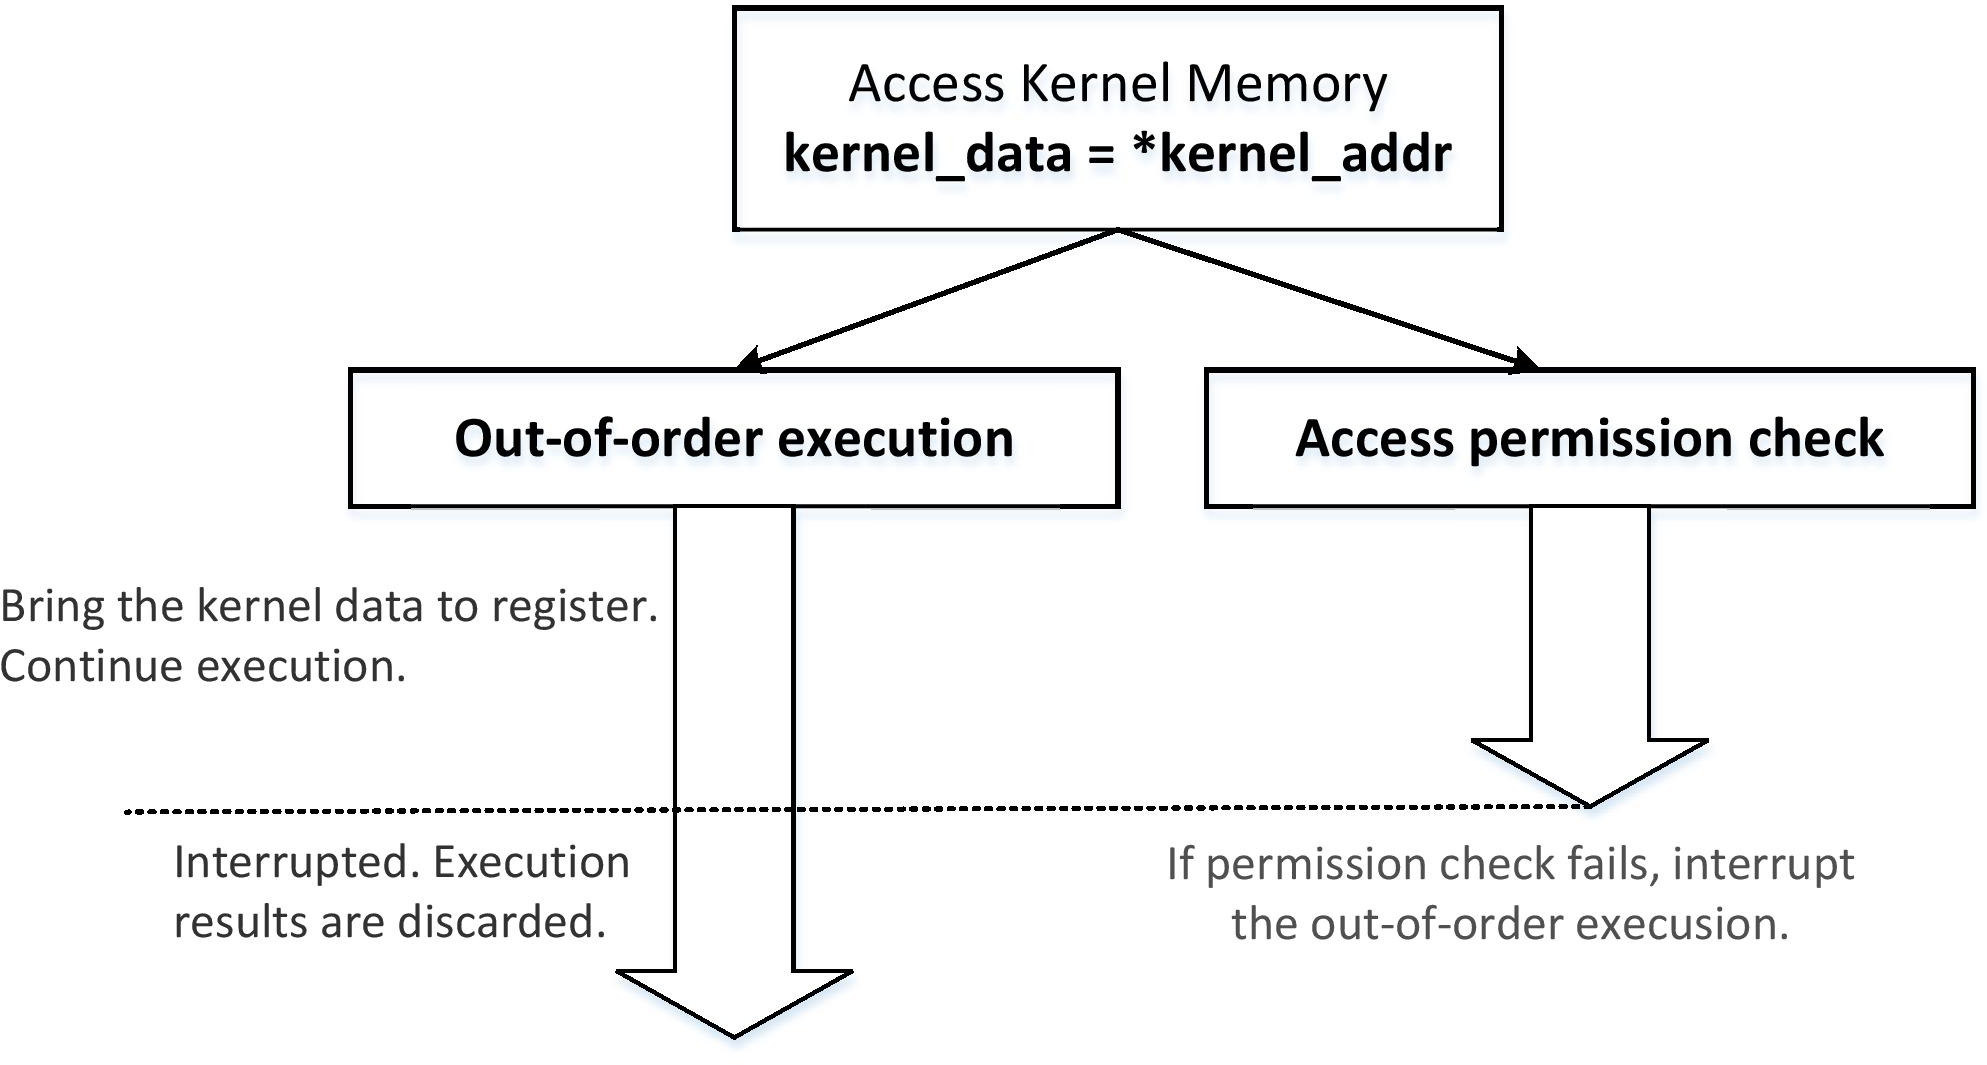 Access Kernel Memory
kernel_data = *kernel_addr
Out-of-order execution
Access permission check
Bring the kernel data to register.
Continue execution.
Interrupted. Execution
results are discarded.
If permission check fails, interrupt
the out-of-order execusion.